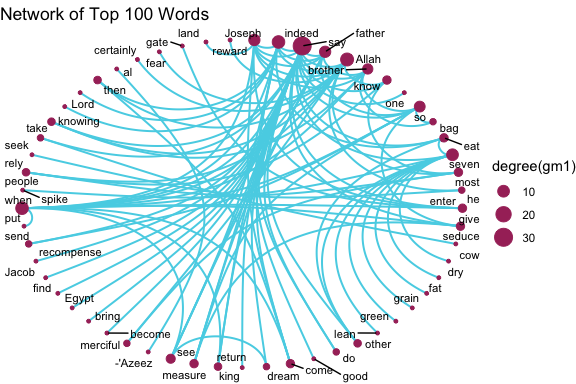 Network of Top 100 Words
land
Joseph
indeed
father
say
gate
reward
certainly
fear
Allah
brother
al
know
then
one
Lord
so
knowing
bag
take
eat
seek
seven
rely
most
people
spike
he
when
enter
put
give
send
seduce
recompense
cow
Jacob
dry
find
fat
Egypt
grain
bring
green
become
lean
merciful
other
-'Azeez
see
return
do
measure
king
dream
come
good
degree(gm1)
10
20
30